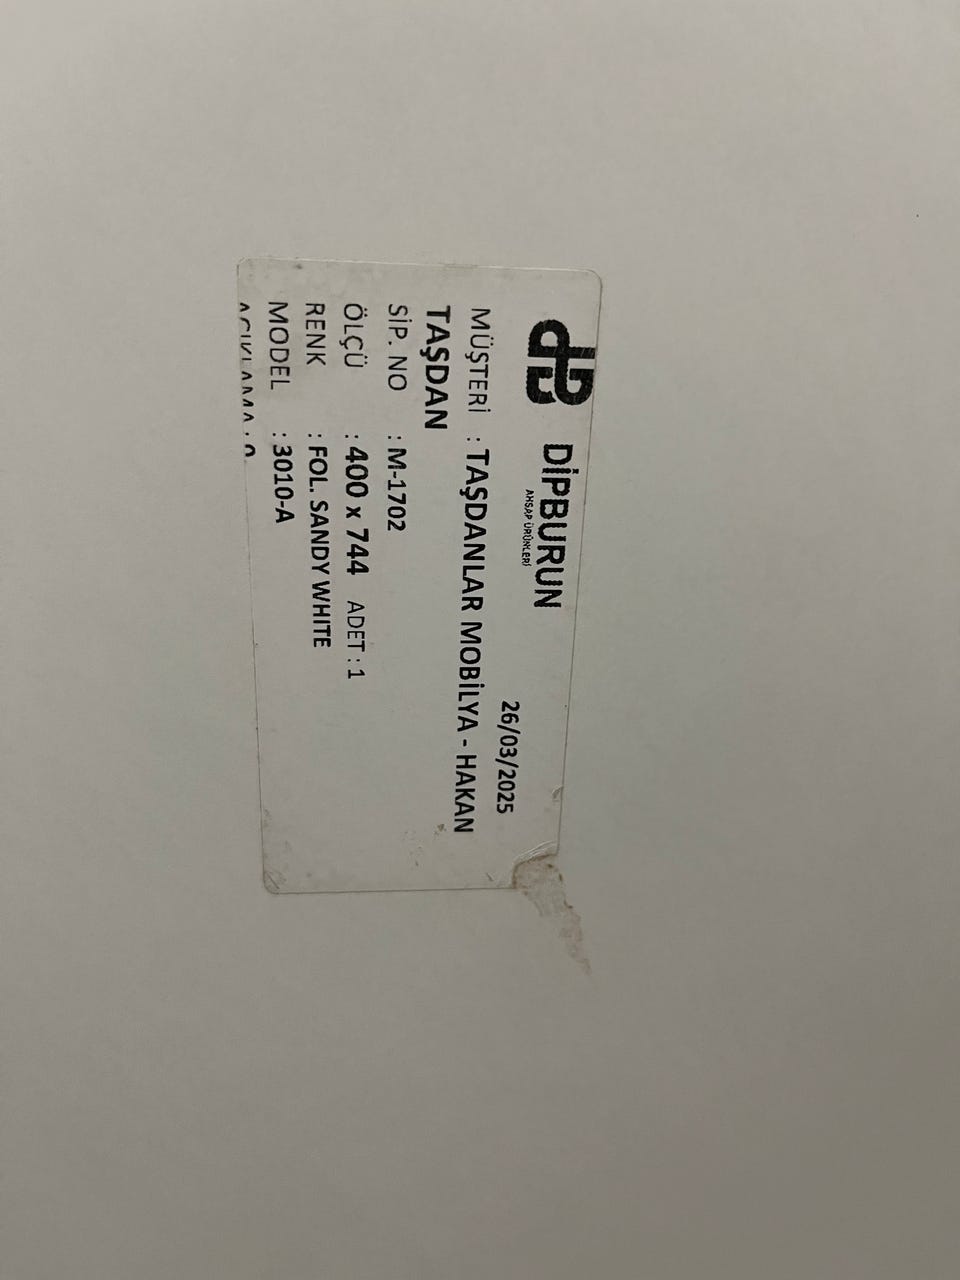 DİPBURUN
AHŞAP ÜRÜNLERİ
26/03/2025
MÜŞTERİ : TAŞDANLAR MOBİLYA - HAKAN
TAŞDAN
SİP. NO : M-1702
ÖLÇÜ : 400 x 744 ADET : 1
RENK : FOL. SANDY WHITE
MODEL : 3010-A
AÇIKLAMA :